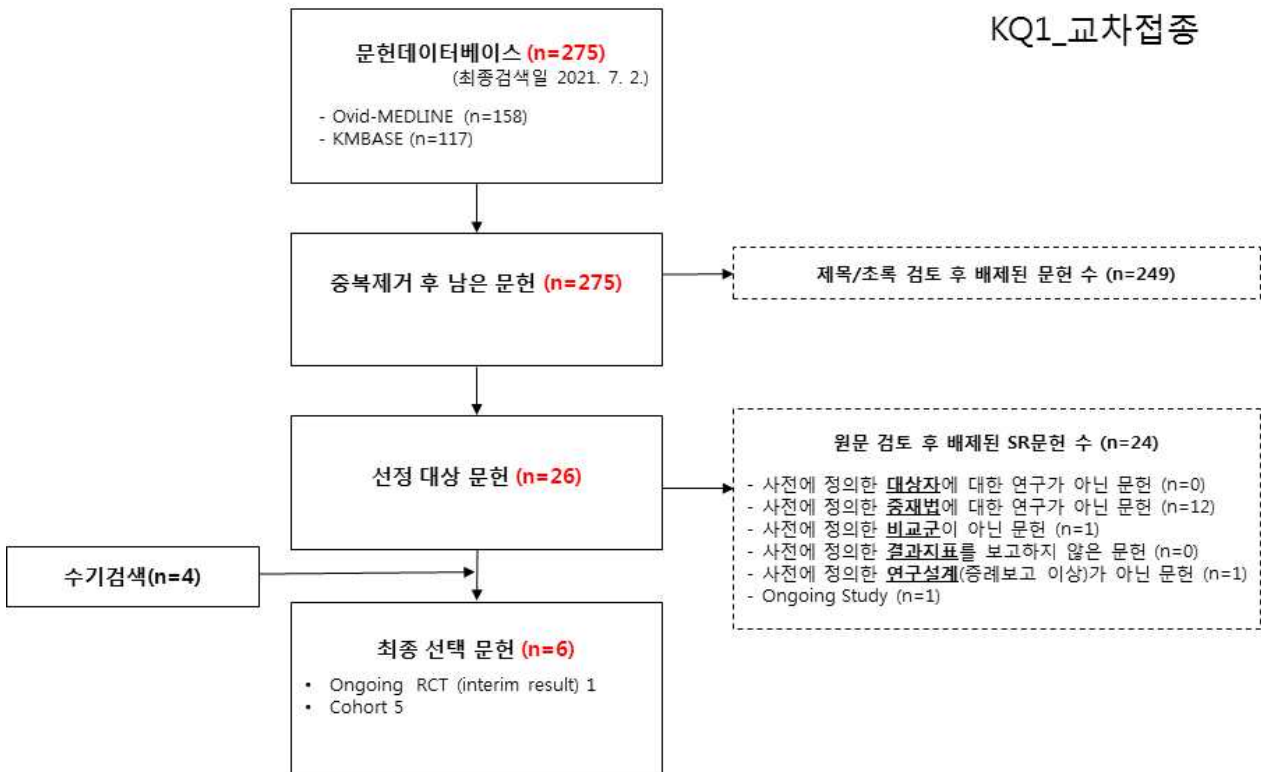 KQ1_교차접종
문헌데이터베이스 (n=275)
(최종검색일 2021. 7. 2.)
- Ovid-MEDLINE (n=158)
- KMBASE (n=117)
중복제거 후 남은 문헌 (n=275)
제목/초록 검토 후 배제된 문헌 수 (n=249)
선정 대상 문헌 (n=26)
원문 검토 후 배제된 SR문헌 수 (n=24)
- 사전에 정의한 대상자에 대한 연구가 아닌 문헌 (n=0)
- 사전에 정의한 중재법에 대한 연구가 아닌 문헌 (n=12)
- 사전에 정의한 비교군이 아닌 문헌 (n=1)
- 사전에 정의한 결과지표를 보고하지 않은 문헌 (n=0)
- 사전에 정의한 연구설계(증례보고 이상)가 아닌 문헌 (n=1)
- Ongoing Study (n=1)
수기검색(n=4)
최종 선택 문헌 (n=6)
• Ongoing RCT (interim result) 1
• Cohort 5